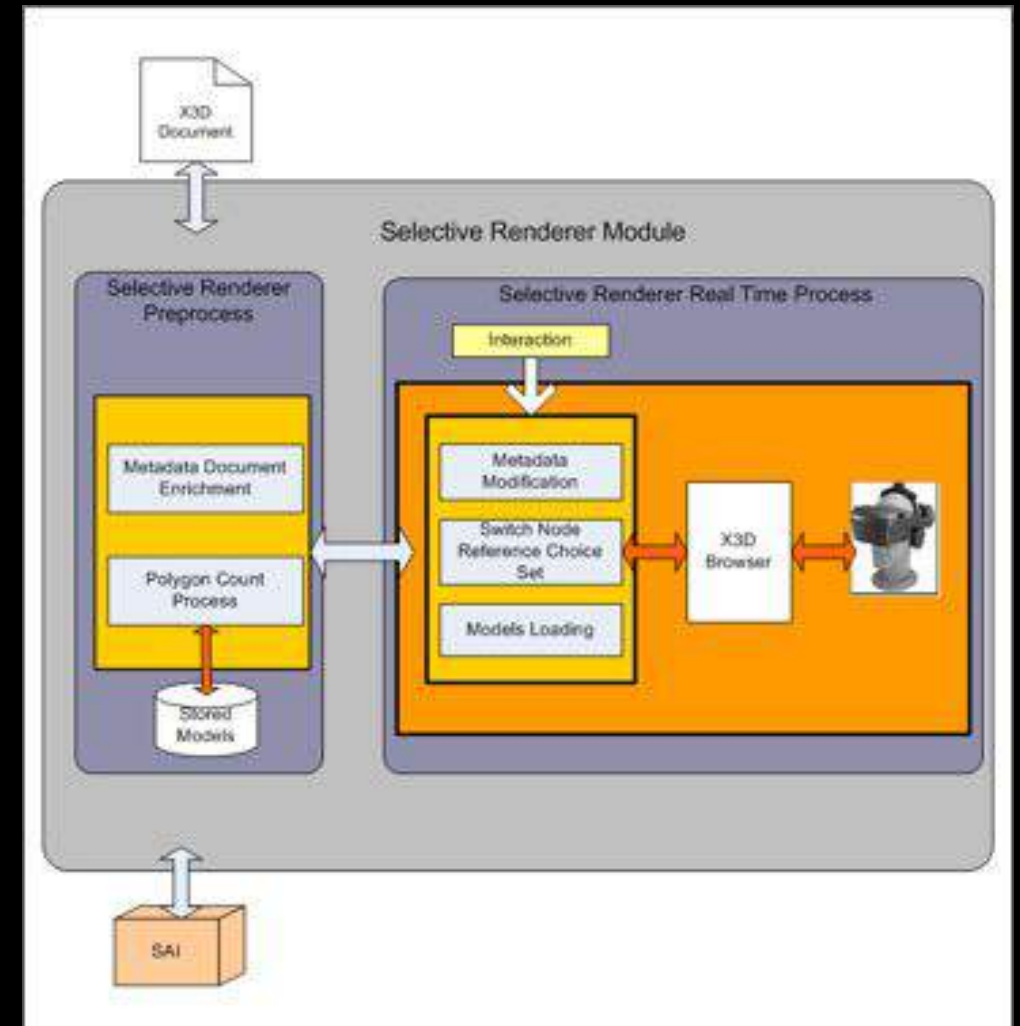 X3D
Document
Selective Renderer Module
Selective Renderer
Preprocess
Metadata Document
Enrichment
Polygon Count
Process
Stored
Models
Selective Renderer Real Time Process
Interaction
Metadata
Modification
Switch Node
Reference Choice
Set
Models Loading
X3D
Browser
SAI